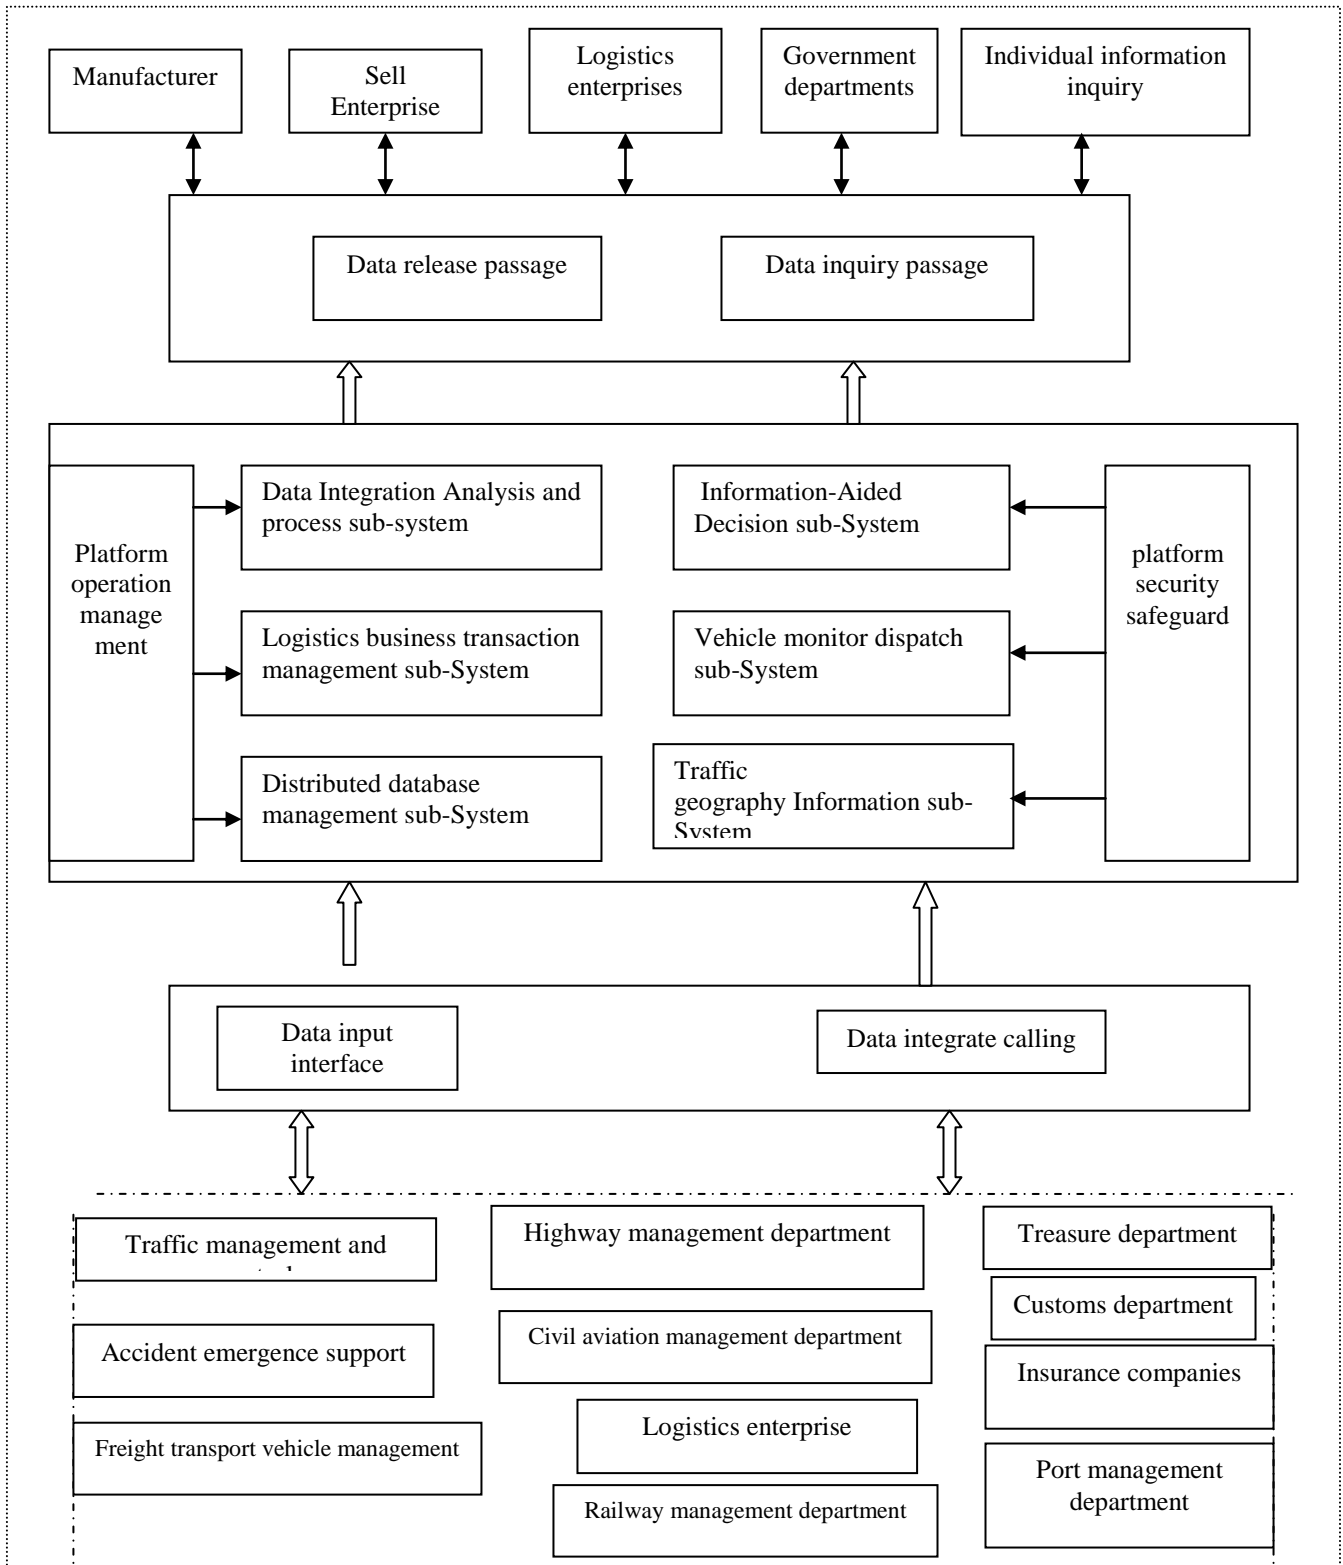 Manufacturer
Sell
Enterprise
Logistics
enterprises
Government
departments
Individual information
inquiry
Data release passage
Data inquiry passage
Platform
operation
manage
ment
Data Integration Analysis and
process sub-system
Logistics business transaction
management sub-System
Distributed database
management sub-System
Information-Aided
Decision sub-System
Vehicle monitor dispatch
sub-System
Traffic
geography Information sub-
System
platform
security
safeguard
Data input
interface
Data integrate calling
Traffic management and
Accident emergence support
Freight transport vehicle management
Highway management department
Civil aviation management department
Logistics enterprise
Railway management department
Treasure department
Customs department
Insurance companies
Port management
department